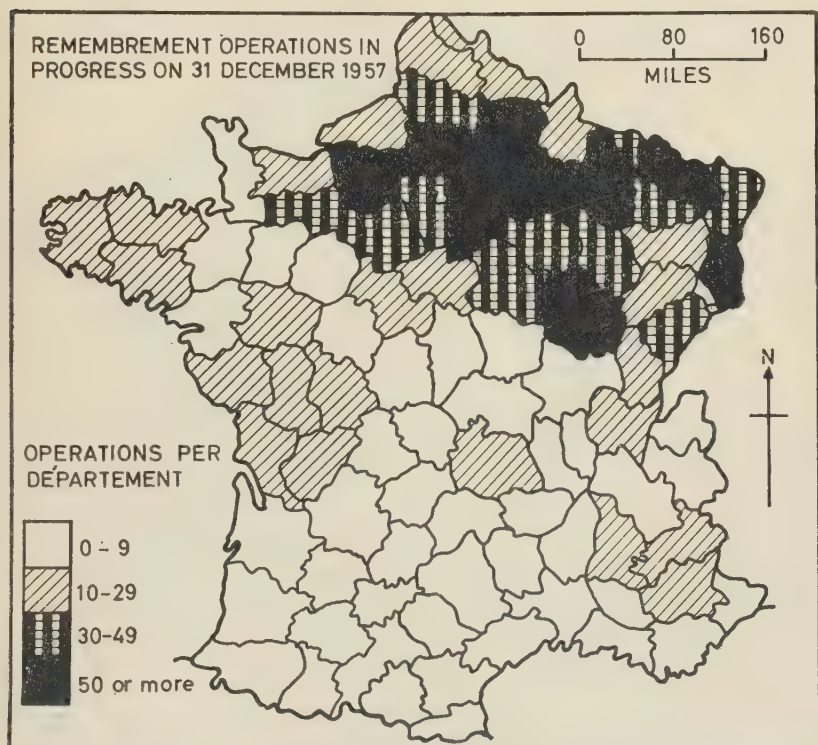 REMEMBREMENT OPERATIONS IN
PROGRESS ON 31 DECEMBER 1957
0 80 160
MILES
N
OPERATIONS PER
DÉPARTEMENT
0-9
10-29
30-49
50 or more